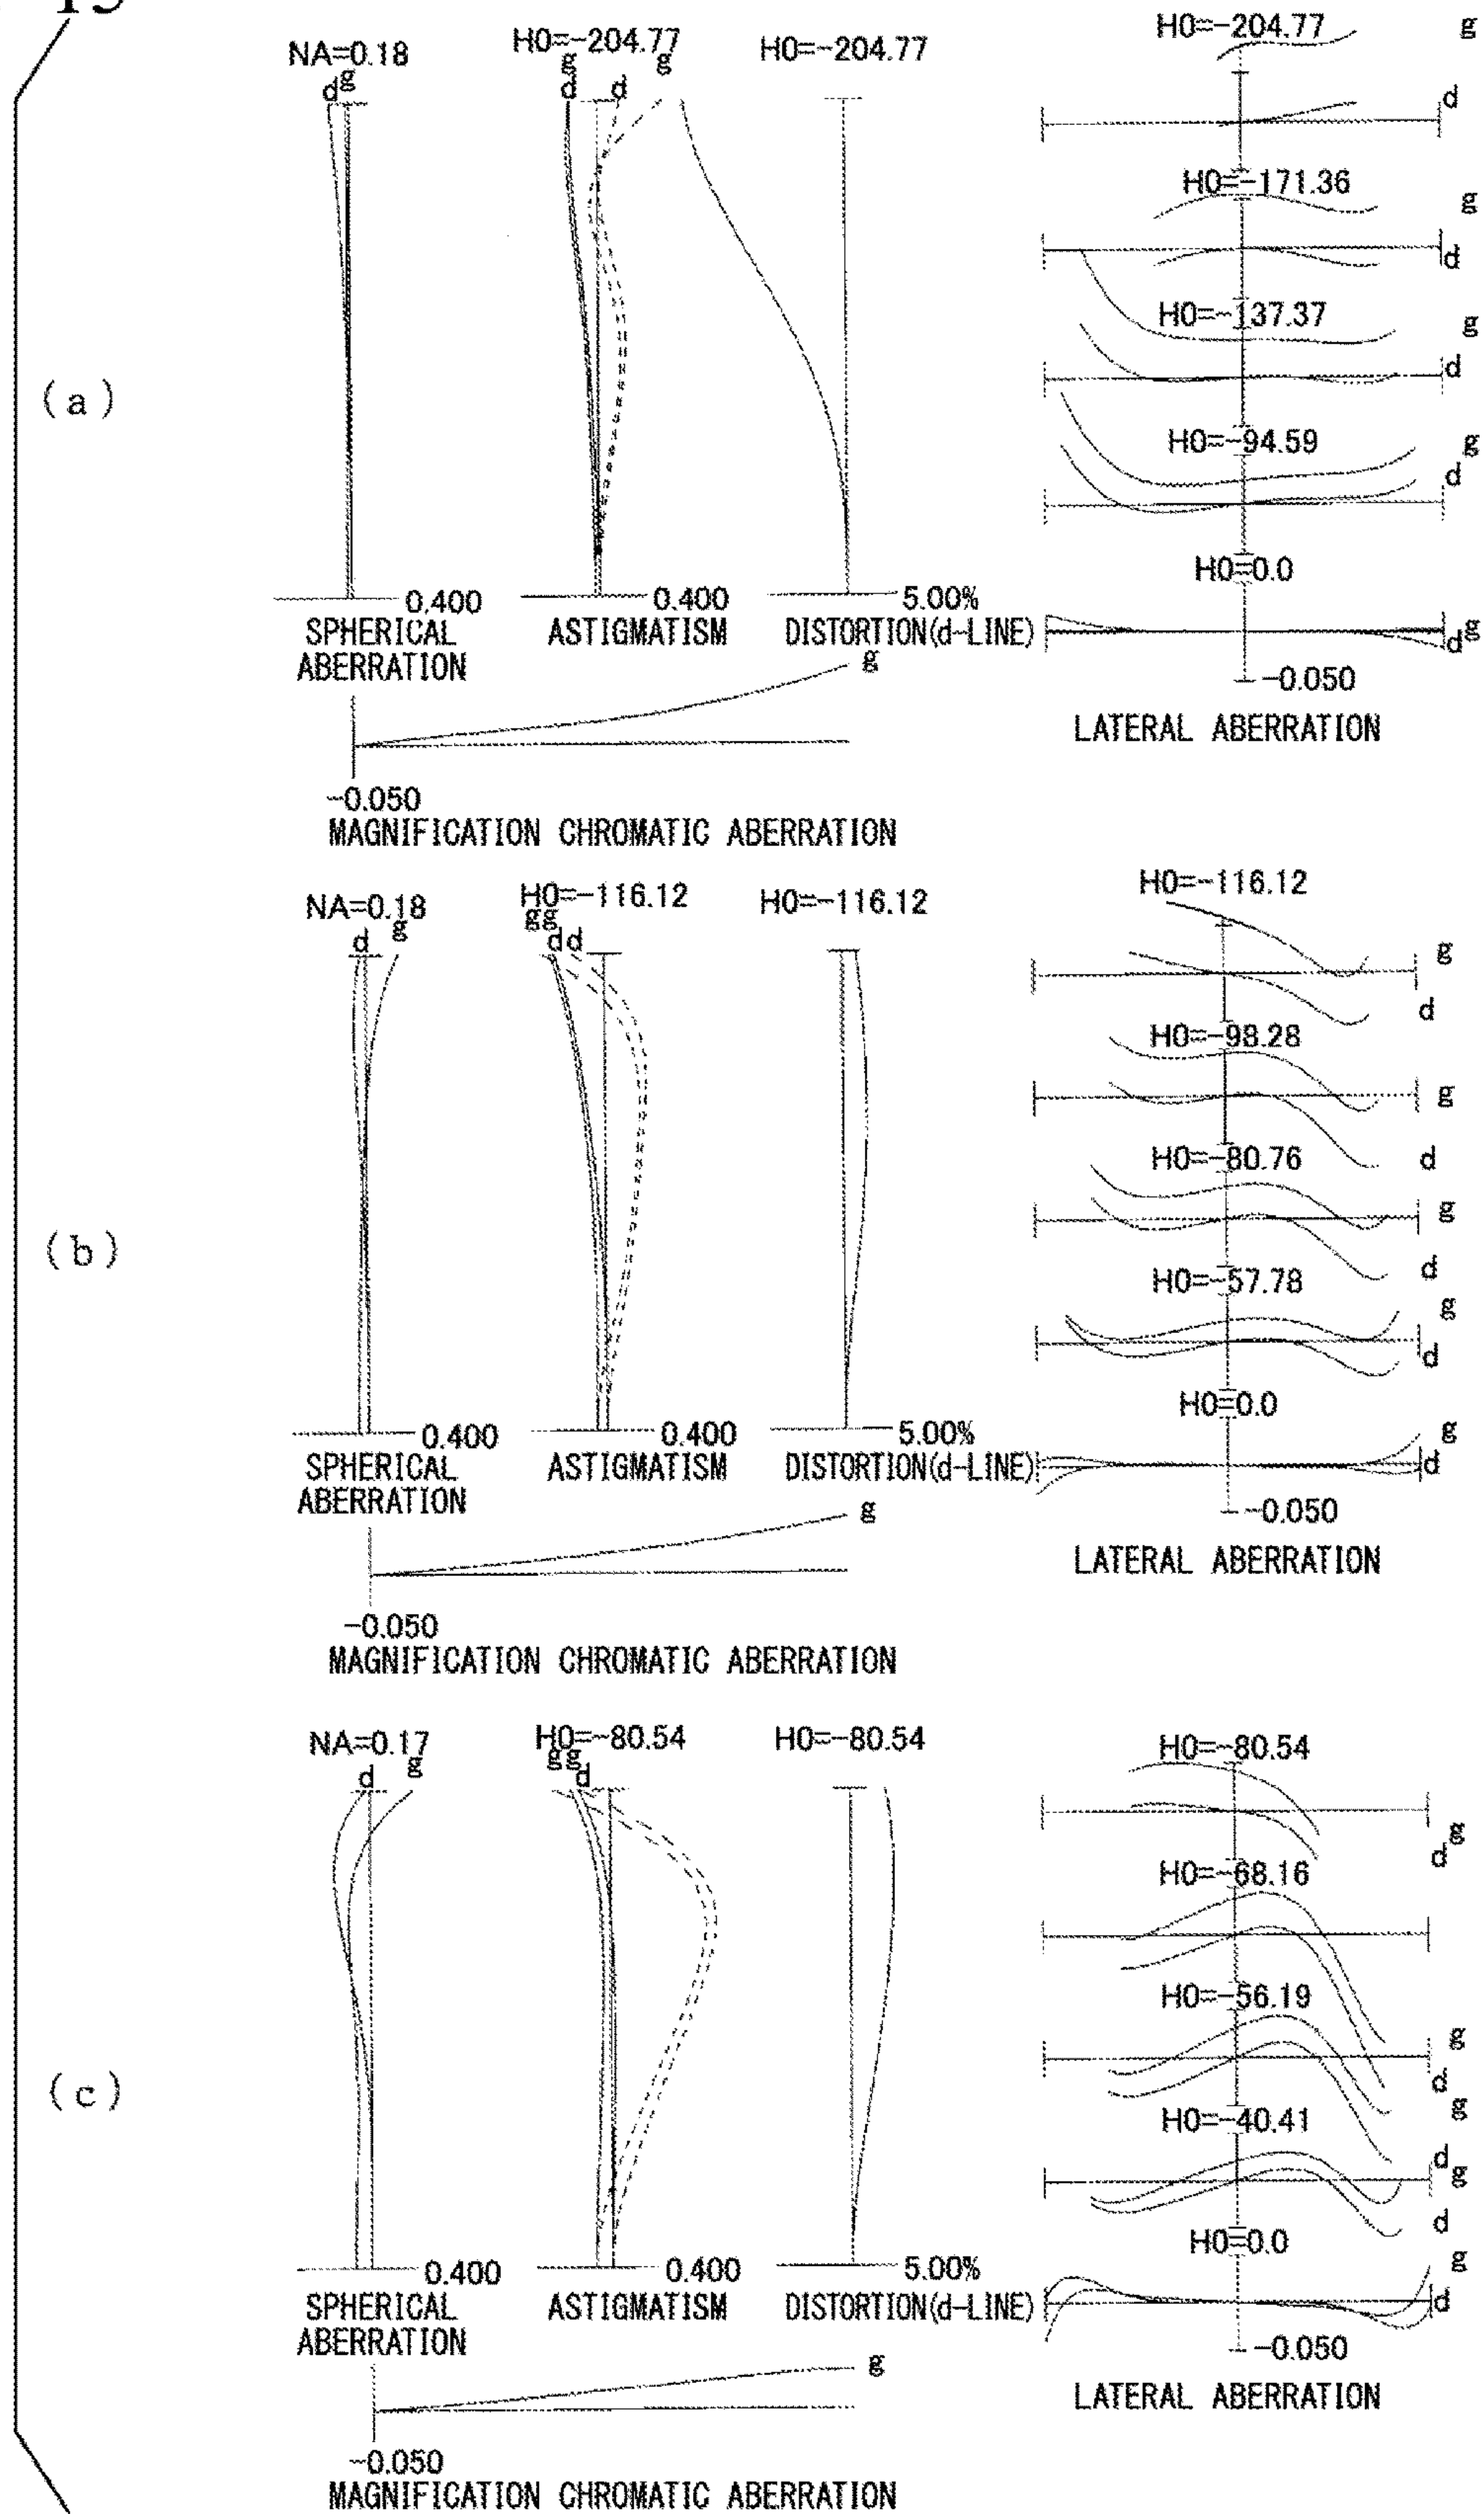 (a)
NA=0.18
d g
H0=-204.77
g g
d d
H0=-204.77
0.400
SPHERICAL
ABERRATION
0.400
ASTIGMATISM
5.00%
DISTORTION(d-LINE)
g
-0.050
MAGNIFICATION CHROMATIC ABERRATION
H0=-204.77
g
d
H0=-171.36
g
d
H0=-137.37
g
d
H0=-94.59
g
d
H0=0.0
g
d
-0.050
LATERAL ABERRATION
(b)
NA=0.18
d g
H0=-116.12
gg
dd
H0=-116.12
0.400
SPHERICAL
ABERRATION
0.400
ASTIGMATISM
5.00%
DISTORTION(d-LINE)
g
-0.050
MAGNIFICATION CHROMATIC ABERRATION
H0=-116.12
g
d
H0=-98.28
g
d
H0=-80.76
g
d
H0=-57.78
g
d
H0=0.0
g
d
-0.050
LATERAL ABERRATION
(c)
NA=0.17
d g
H0=-80.54
gg
d
H0=-80.54
0.400
SPHERICAL
ABERRATION
0.400
ASTIGMATISM
5.00%
DISTORTION(d-LINE)
g
-0.050
MAGNIFICATION CHROMATIC ABERRATION
H0=-80.54
g
d
H0=-68.16
H0=-56.19
g
d
g
H0=-40.41
d
g
d
H0=0.0
g
d
-0.050
LATERAL ABERRATION